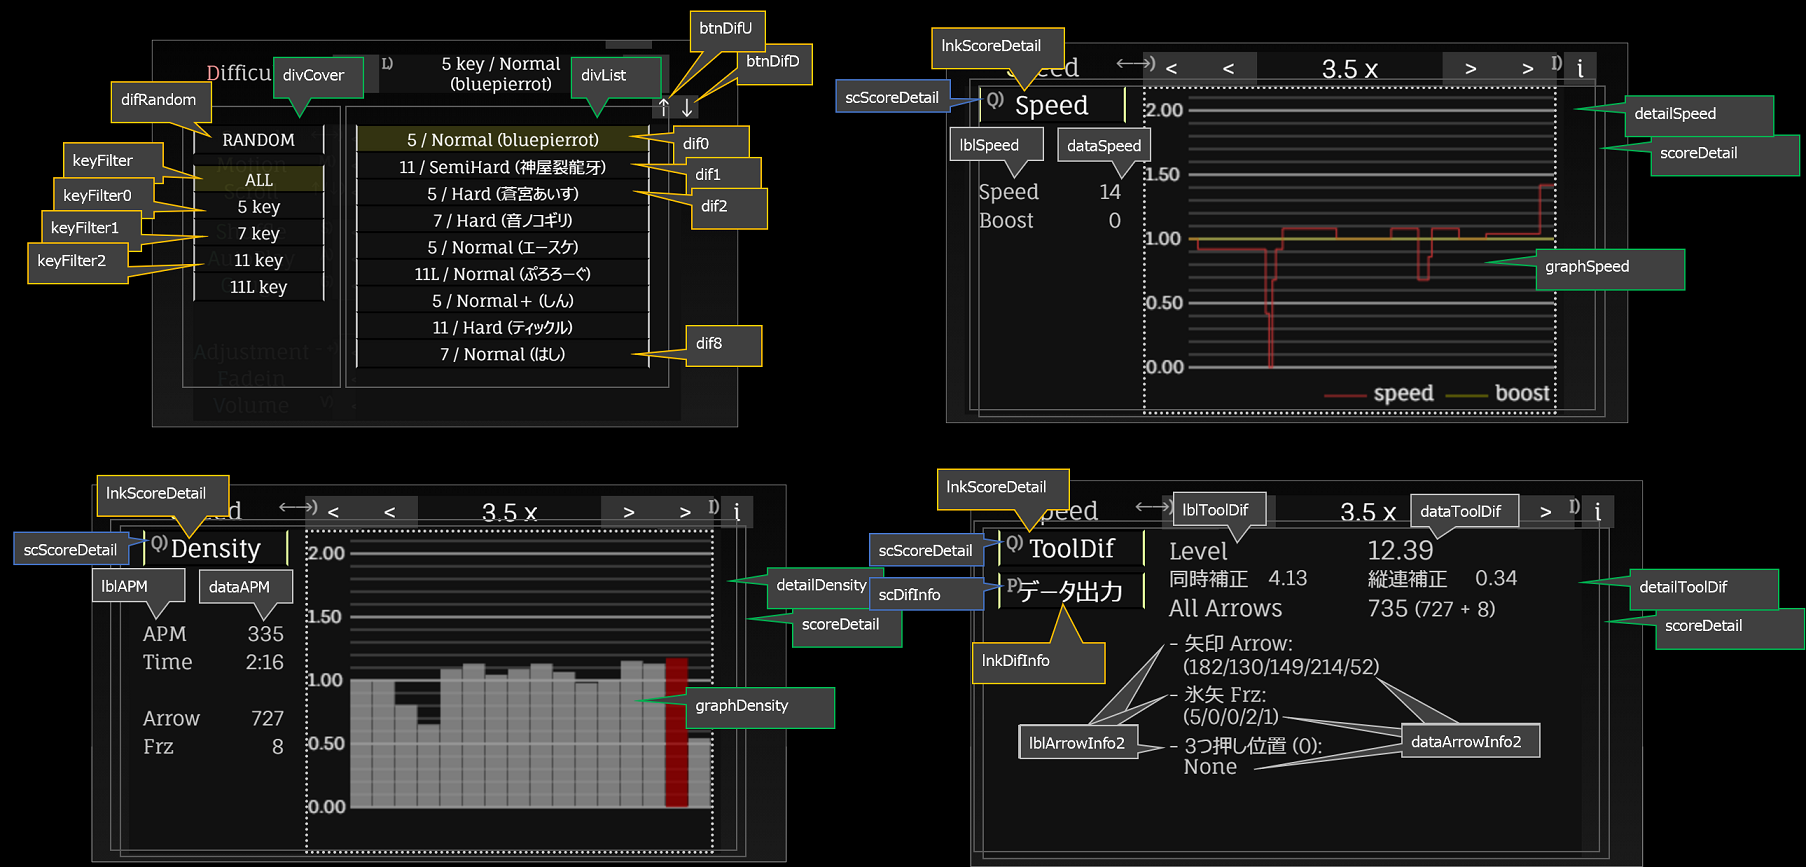 btnDifU
btnDifD
Difficu
divCover
L)
5 key / Normal
(bluepierrot)
divList
difRandom
↑ ↓
RANDOM
5 / Normal (bluepierrot)
dif0
keyFilter
ALL
11 / SemiHard (神屋裂龍牙)
dif1
keyFilter0
5 key
5 / Hard (蒼宮あいす)
dif2
keyFilter1
7 key
7 / Hard (音ノコギリ)
keyFilter2
11 key
5 / Normal (エースケ)
11L key
11L / Normal (ぶろろーぐ)
5 / Normal+ (しん)
11 / Hard (ティックル)
7 / Normal (はし)
dif8
Adjustment
Fadein
Volume
lnkScoreDetail
< < 3.5 x > > I) i
scScoreDetail
Q) Speed
lblSpeed
dataSpeed
Speed 14
Boost 0
2.00
1.50
1.00
0.50
0.00
speed boost
detailSpeed
scoreDetail
graphSpeed
lnkScoreDetail
< < 3.5 x > > I) i
scScoreDetail
Q) Density
lblAPM
dataAPM
APM 335
Time 2:16
Arrow 727
Frz 8
2.00
1.50
1.00
0.50
0.00
detailDensity
scoreDetail
graphDensity
lnkScoreDetail
peed
lblToolDif
3.5 x
dataToolDif
> I) i
scScoreDetail
Q) ToolDif
scDifInfo
P) データ出力
lnkDifInfo
Level 12.39
同時補正 4.13 縦連補正 0.34
All Arrows 735 (727 + 8)
- 矢印 Arrow:
(182/130/149/214/52)
- 氷矢 Frz:
(5/0/0/2/1)
- 3つ押し位置 (0):
None
lblArrowInfo2
dataArrowInfo2
detailToolDif
scoreDetail